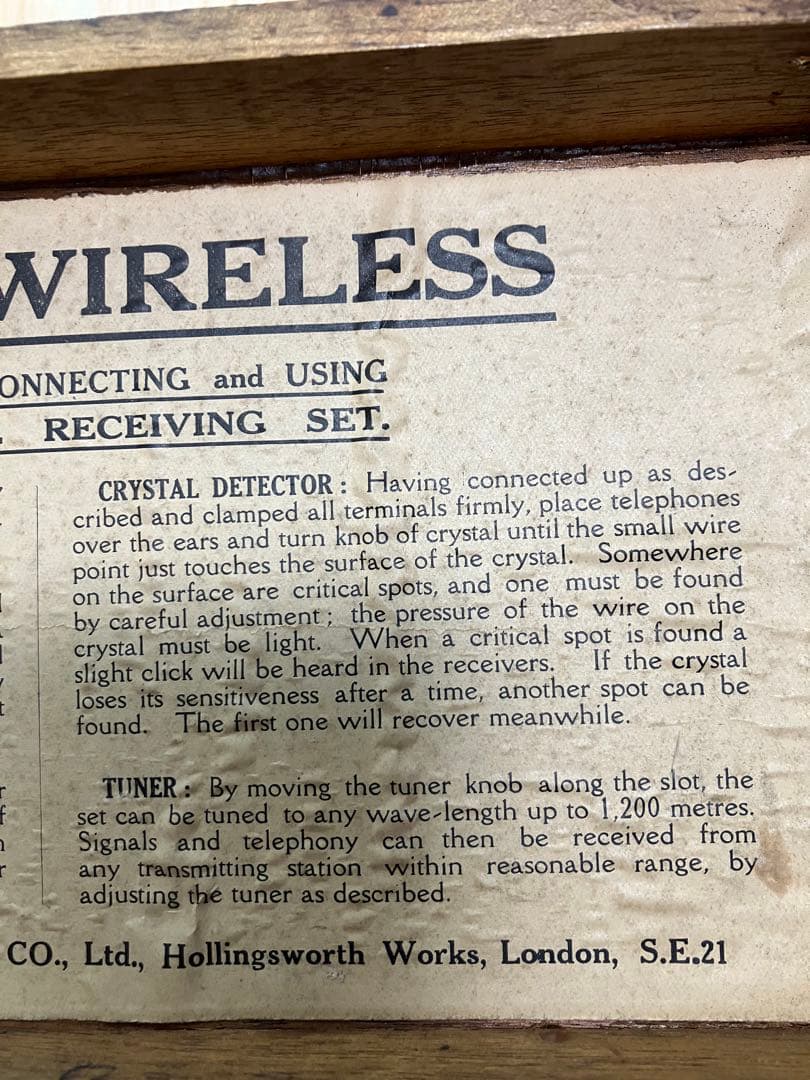 WIRELESS
ONNECTING and USING
RECEIVING SET.
CRYSTAL DETECTOR: Having connected up as des-
cribed and clamped all terminals firmly, place telephones
over the ears and turn knob of crystal until the small wire
point just touches the surface of the crystal. Somewhere
on the surface are critical spots, and one must be found
by careful adjustment; the pressure of the wire on the
crystal must be light. When a critical spot is found a
slight click will be heard in the receivers. If the crystal
loses its sensitiveness after a time, another spot can be
found. The first one will recover meanwhile.
TUNER: By moving the tuner knob along the slot, the
set can be tuned to any wave-length up to 1,200 metres.
Signals and telephony can then be received from
any transmitting station within reasonable range, by
adjusting the tuner as described.
CO., Ltd., Hollingsworth Works, London, S.E.21